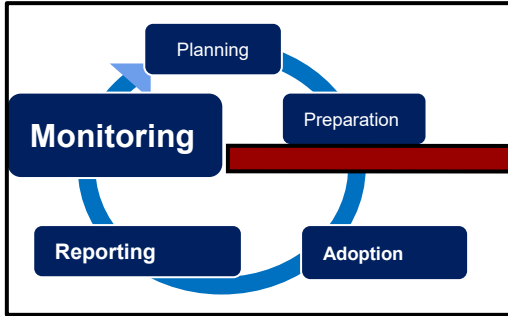 Planning
Preparation
Monitoring
Reporting
Adoption